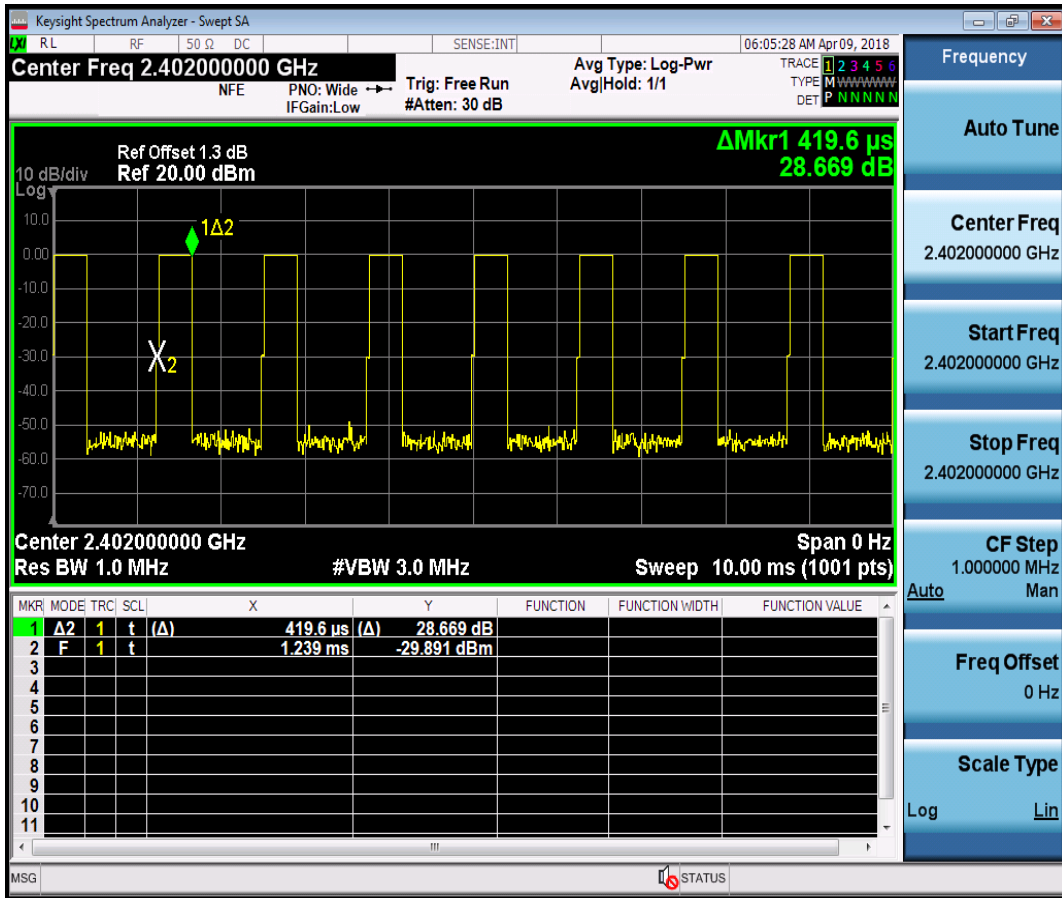 Keysight Spectrum Analyzer - Swept SA
LXI RL RF 50 Ω DC SENSE:INT 06:05:28 AM Apr 09, 2018
Center Freq 2.402000000 GHz
NFE
PNO: Wide
IFGain:Low
Trig: Free Run
#Atten: 30 dB
Avg Type: Log-Pwr
Avg|Hold: 1/1
TRACE 1 2 3 4 5 6
TYPE M WWWWW
DET P N N N N N
ΔMkr1 419.6 µs
28.669 dB
Ref Offset 1.3 dB
10 dB/div Ref 20.00 dBm
Log
10.0
0.00
-10.0
-20.0
-30.0
-40.0
-50.0
-60.0
-70.0
1Δ2
X2
Center 2.402000000 GHz Span 0 Hz
Res BW 1.0 MHz #VBW 3.0 MHz Sweep 10.00 ms (1001 pts)
MKR MODE TRC SCL X Y FUNCTION FUNCTION WIDTH FUNCTION VALUE
1 Δ2 1 t (Δ) 419.6 µs (Δ) 28.669 dB
2 F 1 t 1.239 ms -29.891 dBm
3
4
5
6
7
8
9
10
11
MSG STATUS
Frequency
Auto Tune
Center Freq
2.402000000 GHz
Start Freq
2.402000000 GHz
Stop Freq
2.402000000 GHz
CF Step
1.000000 MHz
Auto Man
Freq Offset
0 Hz
Scale Type
Log Lin